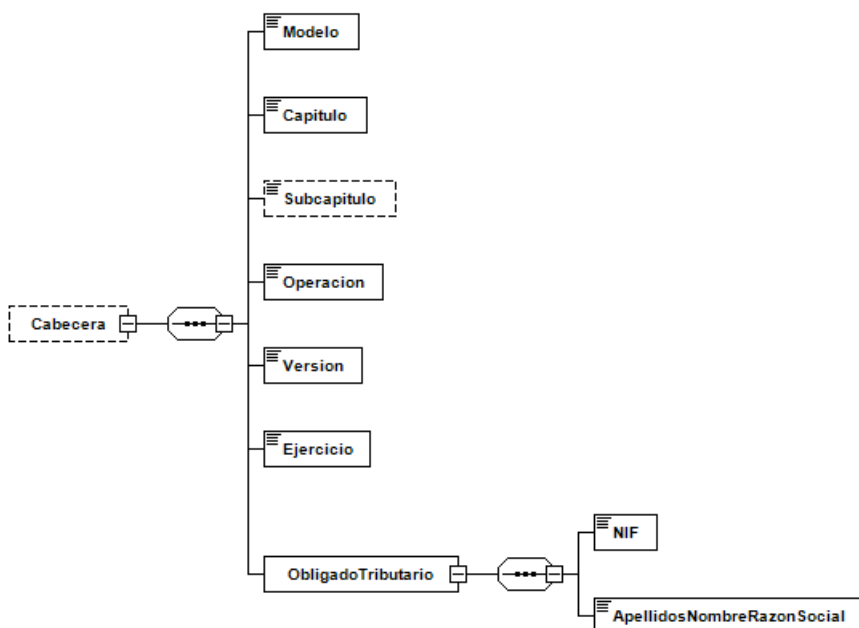 Modelo
Capitulo
Subcapitulo
Operacion
Cabecera
Version
Ejercicio
NIF
ObligadoTributario
ApellidosNombreRazonSocial